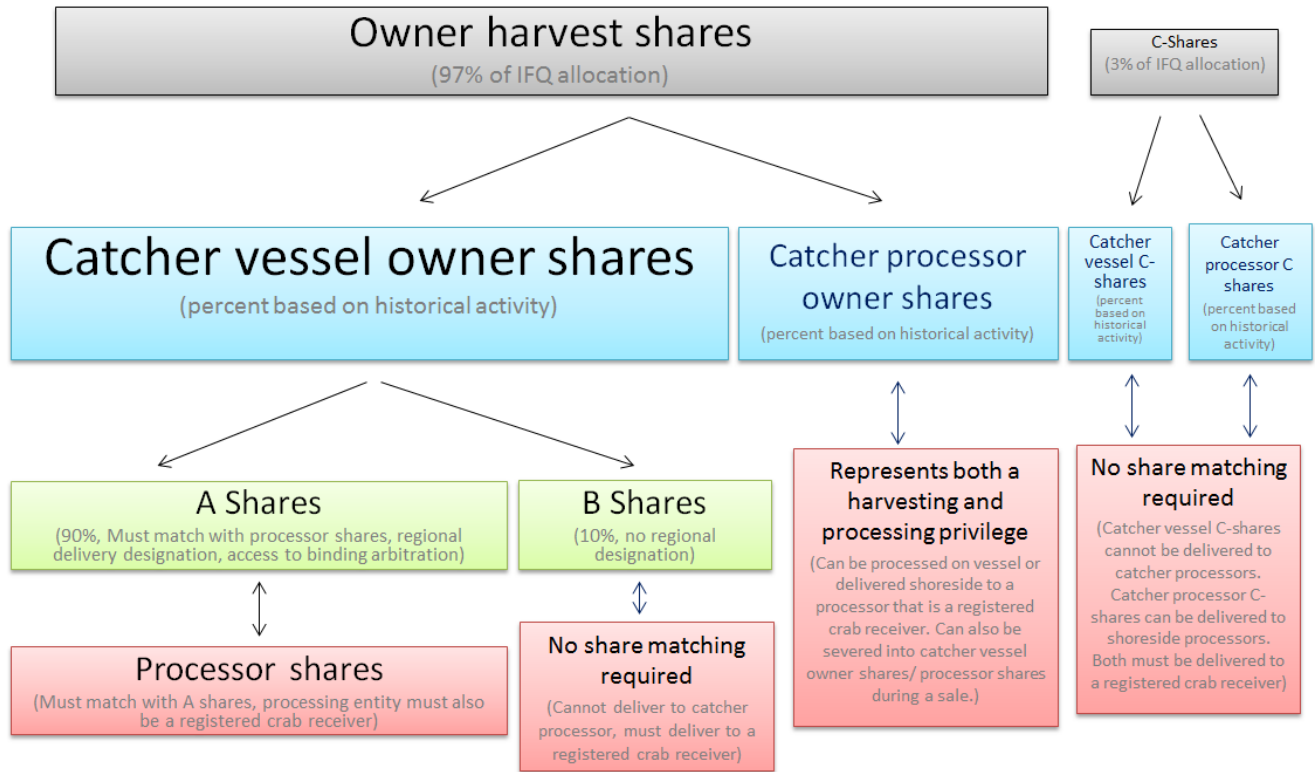 Owner harvest shares
(97% of IFQ allocation)
C-Shares
(3% of IFQ allocation)
Catcher vessel owner shares
(percent based on historical activity)
Catcher processor
owner shares
(percent based on historical activity)
Catcher
vessel C-
shares
(percent
based on
historical
activity)
Catcher
processor C
shares
(percent based
on historical
activity)
A Shares
(90%, Must match with processor shares, regional
delivery designation, access to binding arbitration)
B Shares
(10%, no regional
designation)
Processor shares
(Must match with A shares, processing entity must also
be a registered crab receiver)
No share matching
required
(Cannot deliver to catcher
processor, must deliver to a
registered crab receiver)
Represents both a
harvesting and
processing privilege
(Can be processed on vessel or
delivered shoreside to a
processor that is a registered
crab receiver. Can also be
severed into catcher vessel
owner shares/ processor shares
during a sale.)
No share matching
required
(Catcher vessel C-shares
cannot be delivered to
catcher processors.
Catcher processor C-
shares can be delivered to
shoreside processors.
Both must be delivered to
a registered crab receiver)